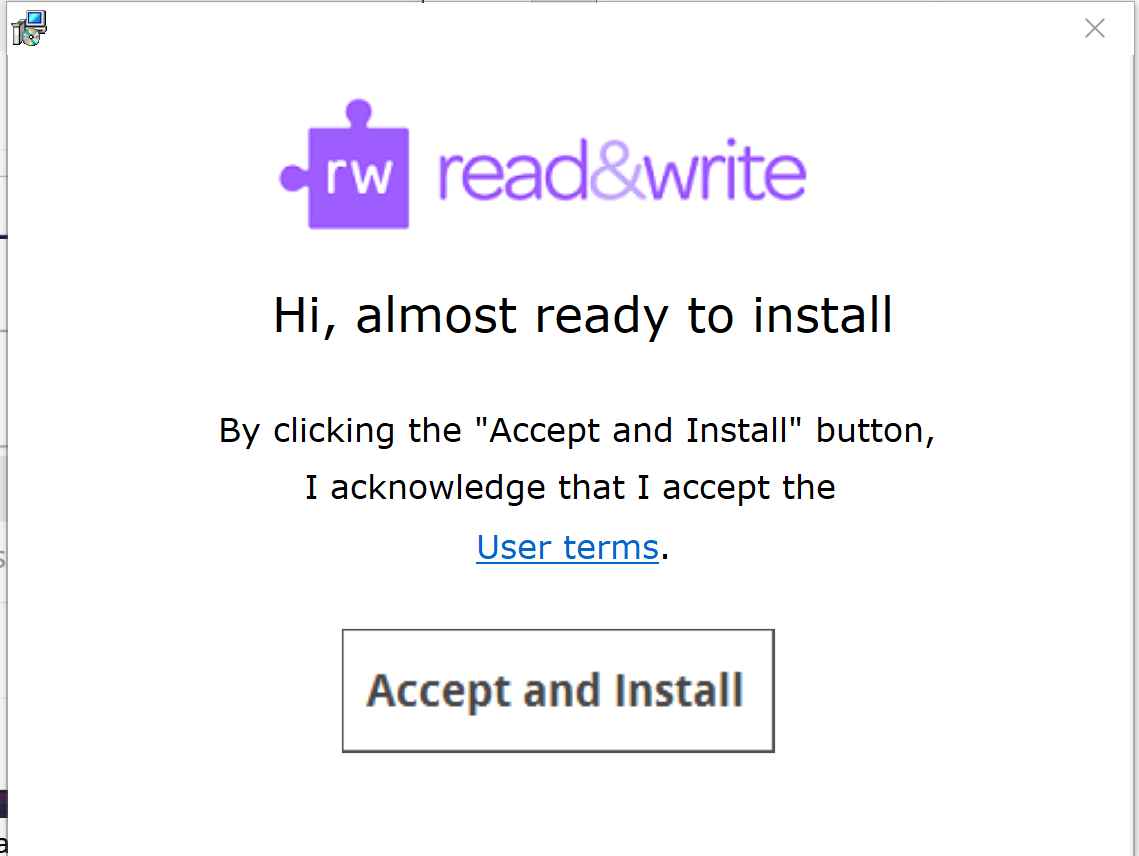 rw read&write
Hi, almost ready to install
By clicking the "Accept and Install" button,
I acknowledge that I accept the
User terms.
Accept and Install